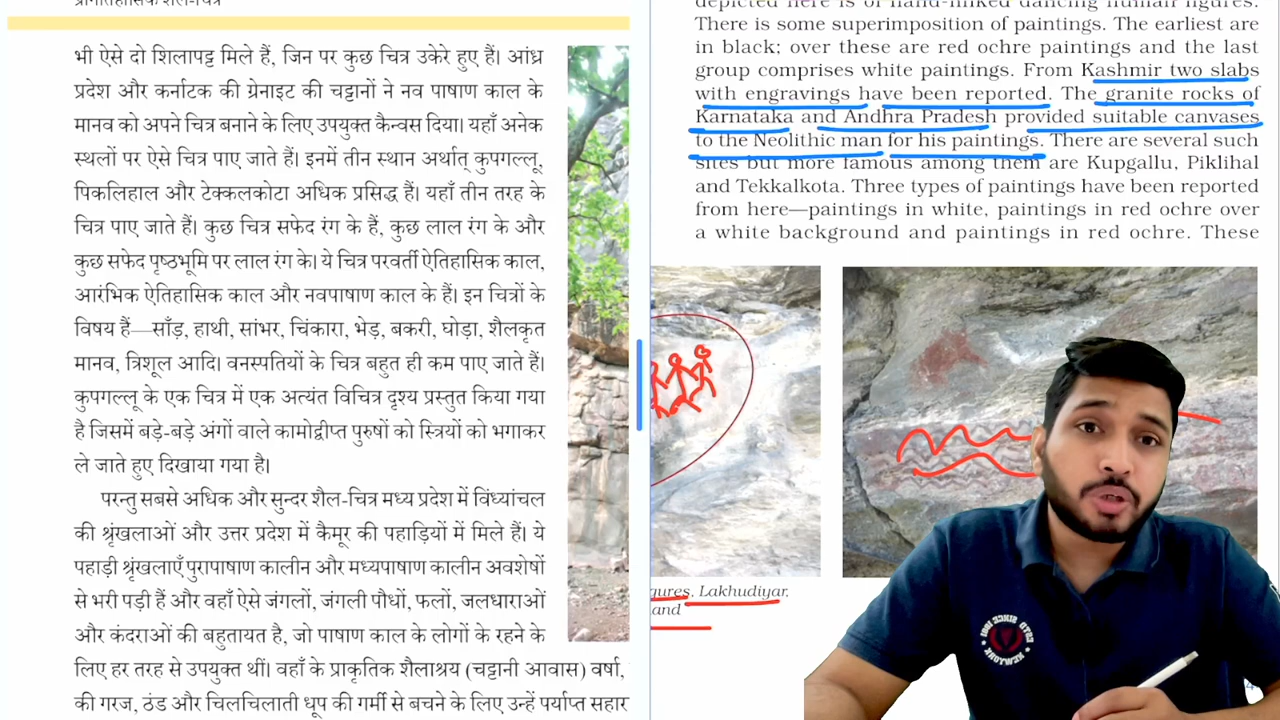 प्रागैतिहासिक शैल-चित्र
भी ऐसे दो शिलापट्ट मिले हैं, जिन पर कुछ चित्र उकेरे हुए हैं। आंध्र
प्रदेश और कर्नाटक की ग्रेनाइट की चट्टानों ने नव पाषाण काल के
मानव को अपने चित्र बनाने के लिए उपयुक्त कैन्वस दिया। यहाँ अनेक
स्थलों पर ऐसे चित्र पाए जाते हैं। इनमें तीन स्थान अर्थात् कुपगल्लू,
पिकलिहाल और टेक्कलकोटा अधिक प्रसिद्ध हैं। यहाँ तीन तरह के
चित्र पाए जाते हैं। कुछ चित्र सफेद रंग के हैं, कुछ लाल रंग के और
कुछ सफेद पृष्ठभूमि पर लाल रंग के। ये चित्र परवर्ती ऐतिहासिक काल,
आरंभिक ऐतिहासिक काल और नवपाषाण काल के हैं। इन चित्रों के
विषय हैं—साँड़, हाथी, सांभर, चिंकारा, भेड़, बकरी, घोड़ा, शैलकृत
मानव, त्रिशूल आदि। वनस्पतियों के चित्र बहुत ही कम पाए जाते हैं।
कुपगल्लू के एक चित्र में एक अत्यंत विचित्र दृश्य प्रस्तुत किया गया
है जिसमें बड़े-बड़े अंगों वाले कामोद्दीप्त पुरुषों को स्त्रियों को भगाकर
ले जाते हुए दिखाया गया है।
परन्तु सबसे अधिक और सुन्दर शैल-चित्र मध्य प्रदेश में विंध्यांचल
की श्रृंखलाओं और उत्तर प्रदेश में कैमूर की पहाड़ियों में मिले हैं। ये
पहाड़ी श्रृंखलाएँ पुरापाषाण कालीन और मध्यपाषाण कालीन अवशेषों
से भरी पड़ी हैं और वहाँ ऐसे जंगलों, जंगली पौधों, फलों, जलधाराओं
और कंदराओं की बहुतायत है, जो पाषाण काल के लोगों के रहने के
लिए हर तरह से उपयुक्त थीं। वहाँ के प्राकृतिक शैलाश्रय (चट्टानी आवास) वर्षा,
की गरज, ठंड और चिलचिलाती धूप की गर्मी से बचने के लिए उन्हें पर्याप्त सहार
depicted here is of hand-linked dancing human figures.
There is some superimposition of paintings. The earliest are
in black; over these are red ochre paintings and the last
group comprises white paintings. From Kashmir two slabs
with engravings have been reported. The granite rocks of
Karnataka and Andhra Pradesh provided suitable canvases
to the Neolithic man for his paintings. There are several such
sites but more famous among them are Kupgallu, Piklihal
and Tekkalkota. Three types of paintings have been reported
from here—paintings in white, paintings in red ochre over
a white background and paintings in red ochre. These
gures, Lakhudiyar,
and